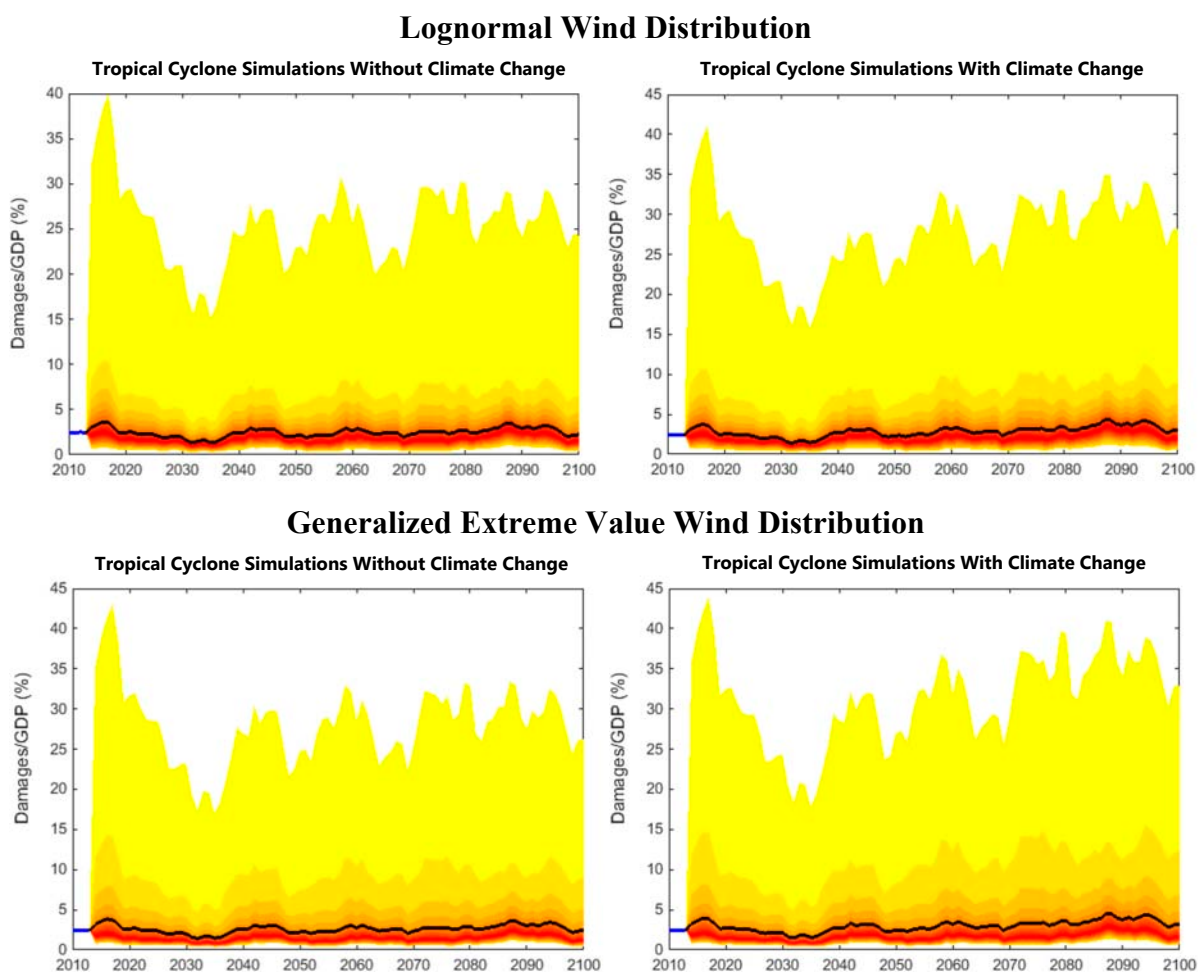 Lognormal Wind Distribution
Tropical Cyclone Simulations Without Climate Change
Damages/GDP (%)
40
35
30
25
20
15
10
5
0
2010 2020 2030 2040 2050 2060 2070 2080 2090 2100
Tropical Cyclone Simulations With Climate Change
Damages/GDP (%)
45
40
35
30
25
20
15
10
5
0
2010 2020 2030 2040 2050 2060 2070 2080 2090 2100
Generalized Extreme Value Wind Distribution
Tropical Cyclone Simulations Without Climate Change
Damages/GDP (%)
45
40
35
30
25
20
15
10
5
0
2010 2020 2030 2040 2050 2060 2070 2080 2090 2100
Tropical Cyclone Simulations With Climate Change
Damages/GDP (%)
45
40
35
30
25
20
15
10
5
0
2010 2020 2030 2040 2050 2060 2070 2080 2090 2100